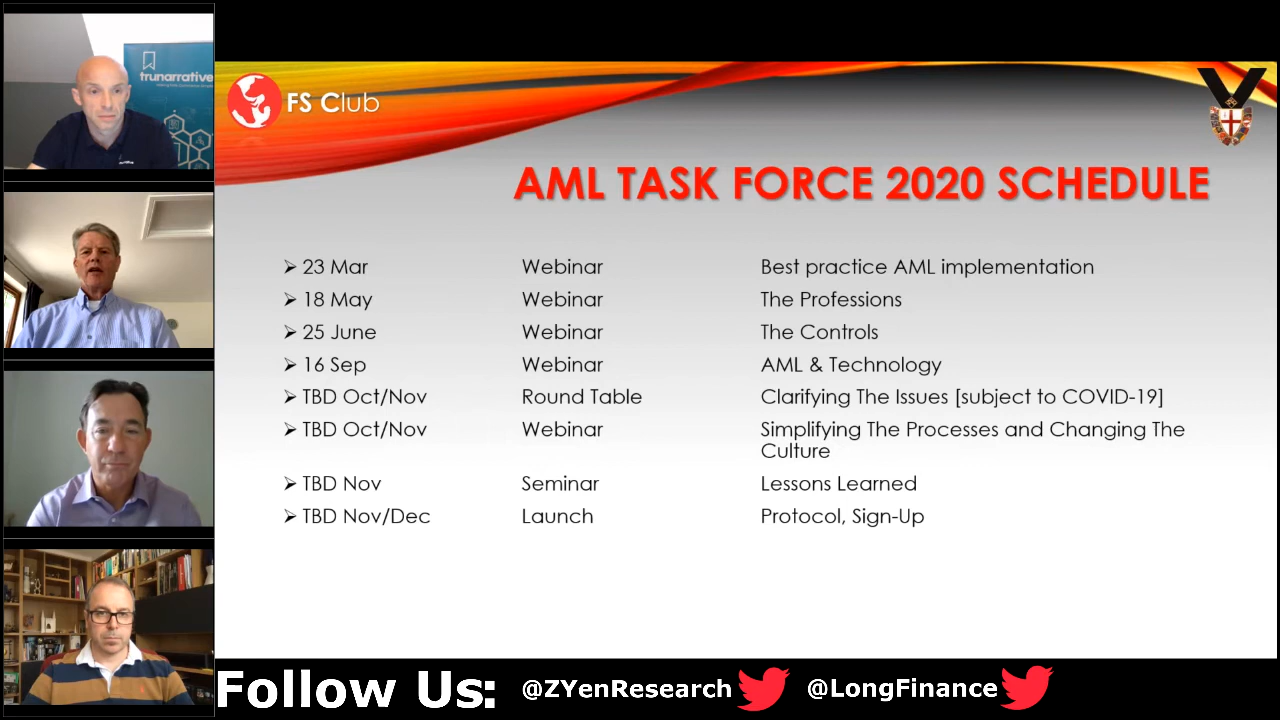 trunarrative
FS Club
AML TASK FORCE 2020 SCHEDULE
➢ 23 Mar Webinar Best practice AML implementation
➢ 18 May Webinar The Professions
➢ 25 June Webinar The Controls
➢ 16 Sep Webinar AML & Technology
➢ TBD Oct/Nov Round Table Clarifying The Issues [subject to COVID-19]
➢ TBD Oct/Nov Webinar Simplifying The Processes and Changing The
Culture
➢ TBD Nov Seminar Lessons Learned
➢ TBD Nov/Dec Launch Protocol, Sign-Up
Follow Us: @ZYenResearch @LongFinance